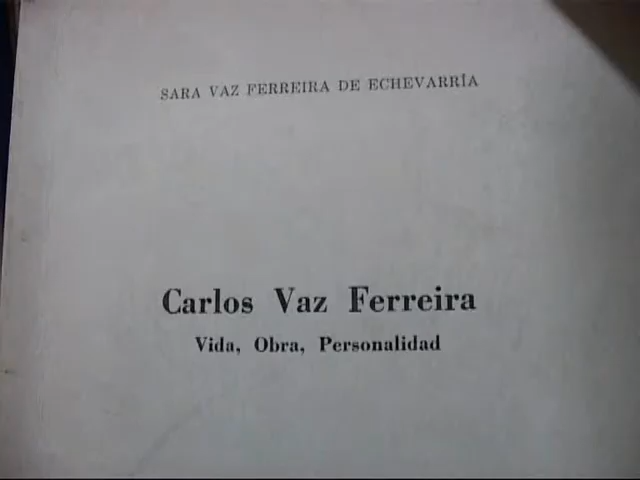 SARA VAZ FERREIRA DE ECHEVARRÍA
Carlos Vaz Ferreira
Vida, Obra, Personalidad